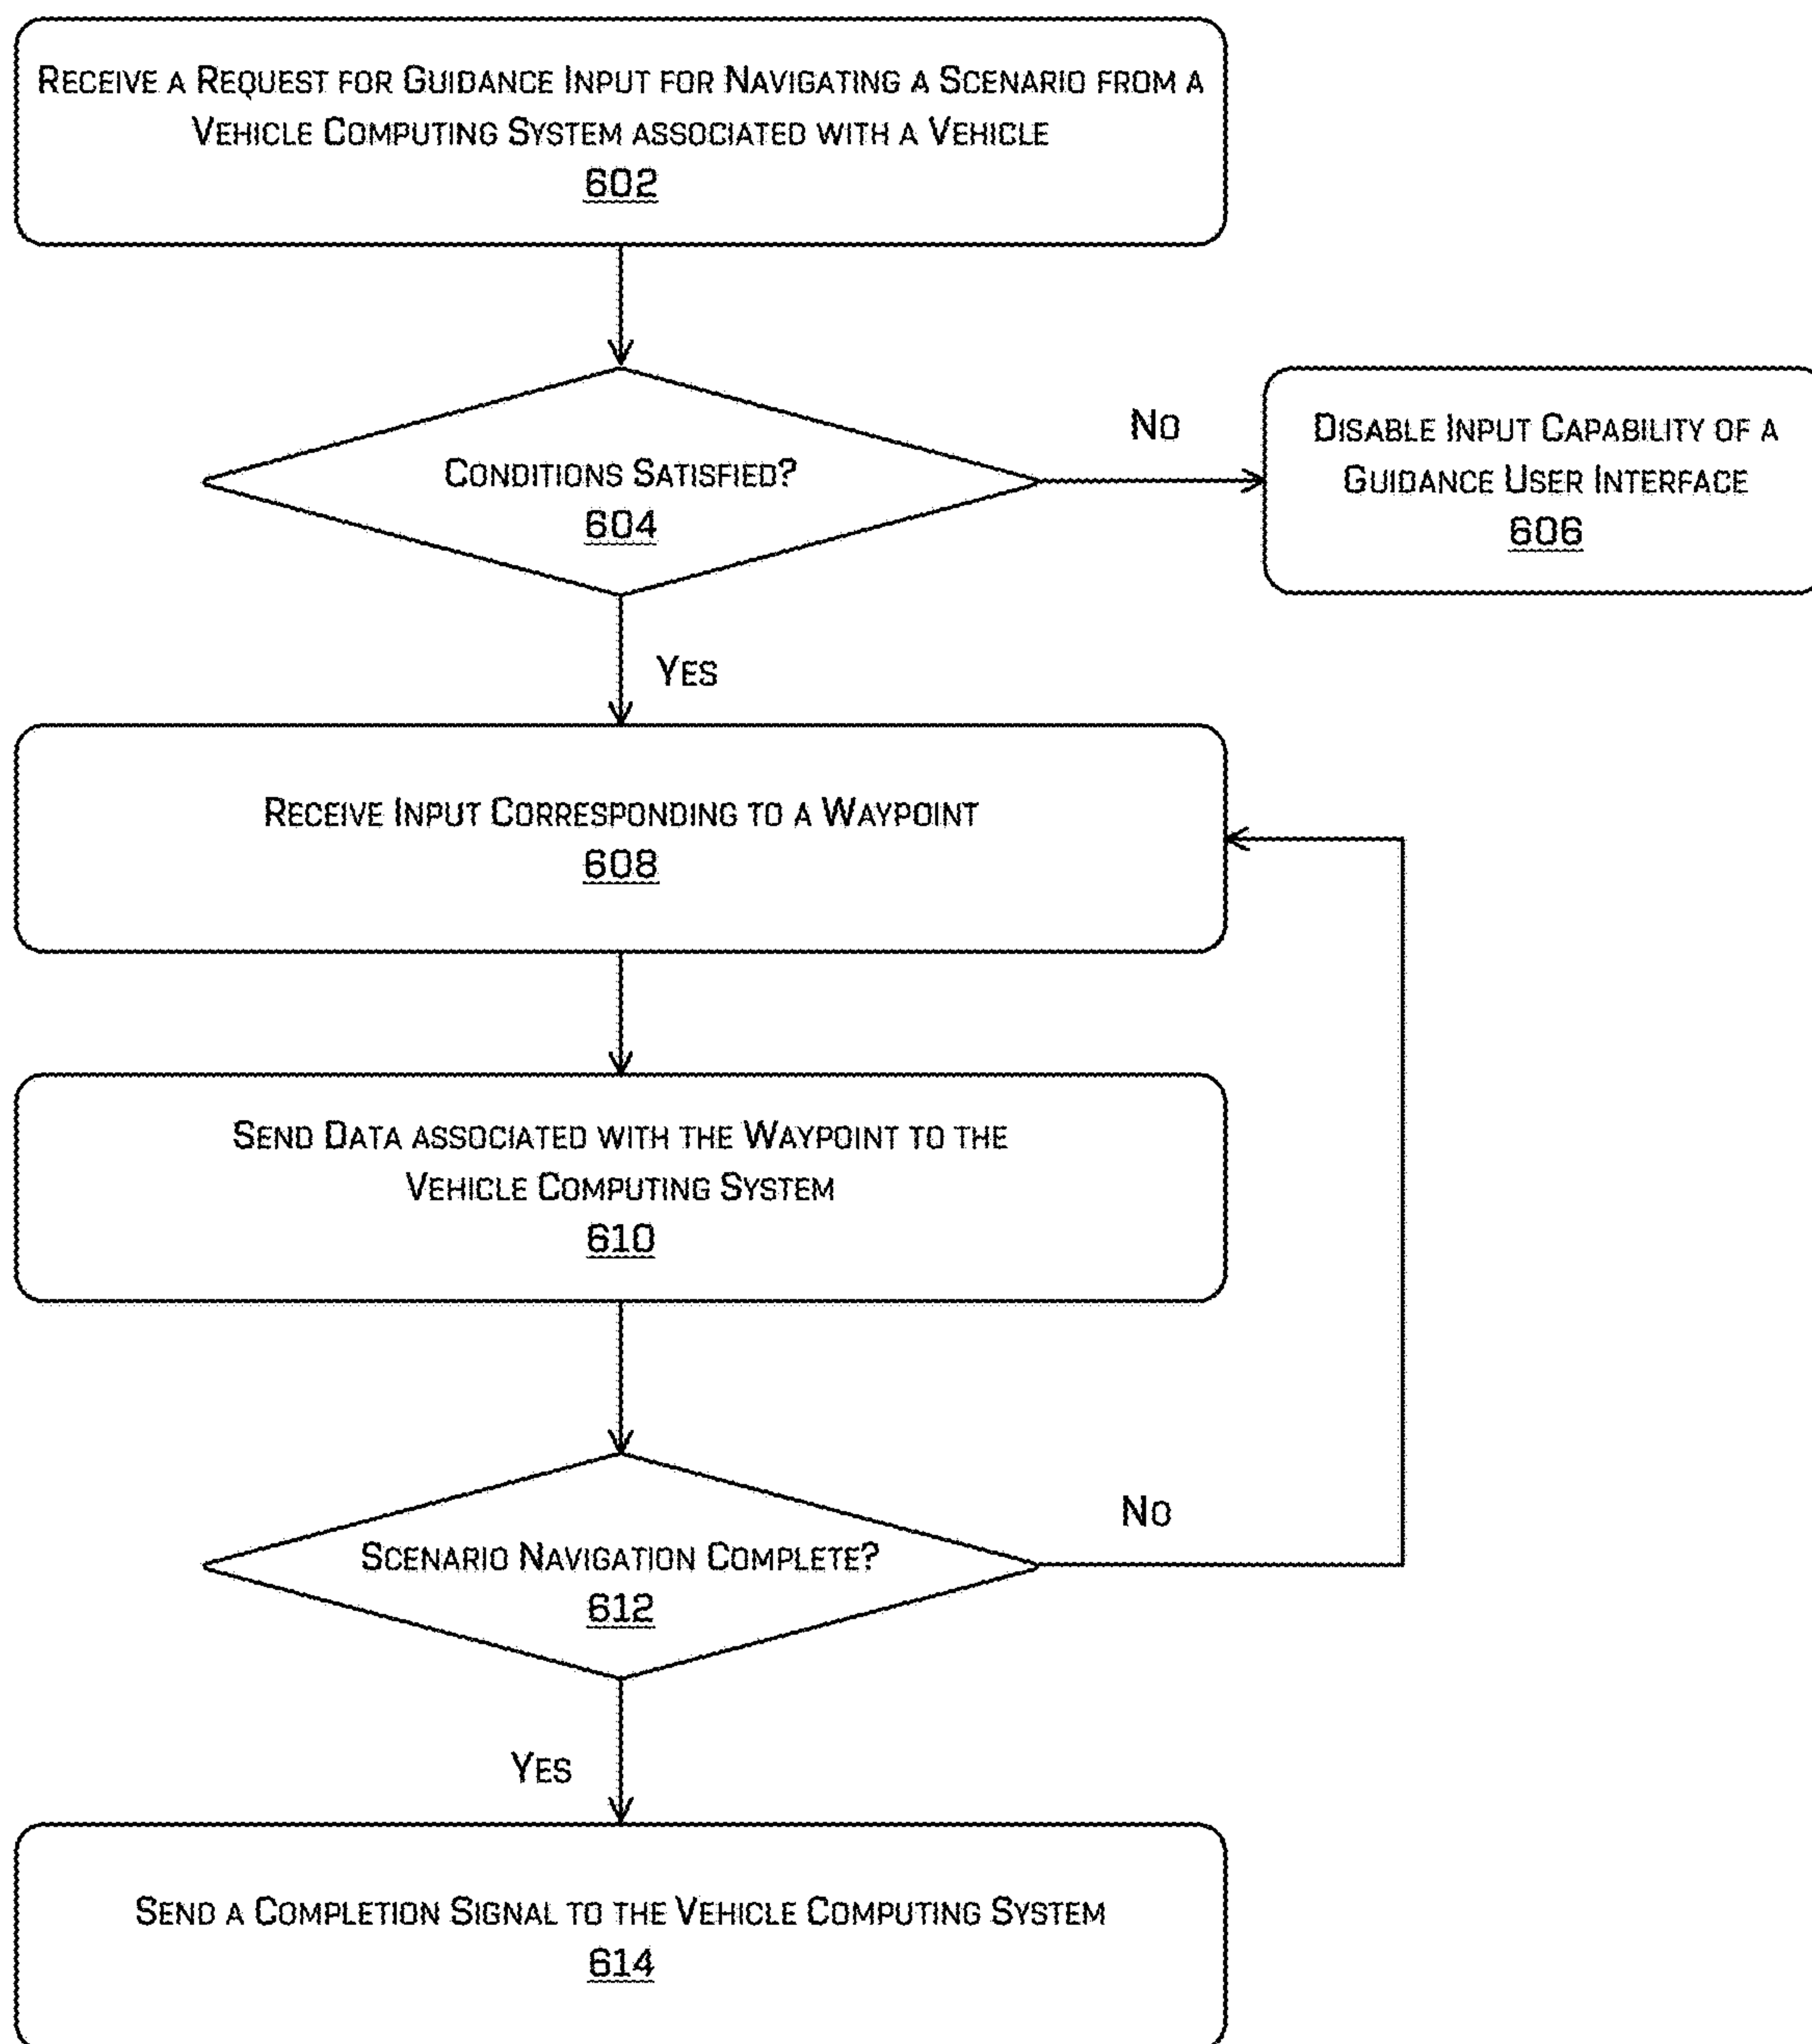 Receive a Request for Guidance Input for Navigating a Scenario from a
Vehicle Computing System associated with a Vehicle
602
Conditions Satisfied?
604
No
Disable Input Capability of a
Guidance User Interface
606
Yes
Receive Input Corresponding to a Waypoint
608
Send Data associated with the Waypoint to the
Vehicle Computing System
610
Scenario Navigation Complete?
612
No
Yes
Send a Completion Signal to the Vehicle Computing System
614